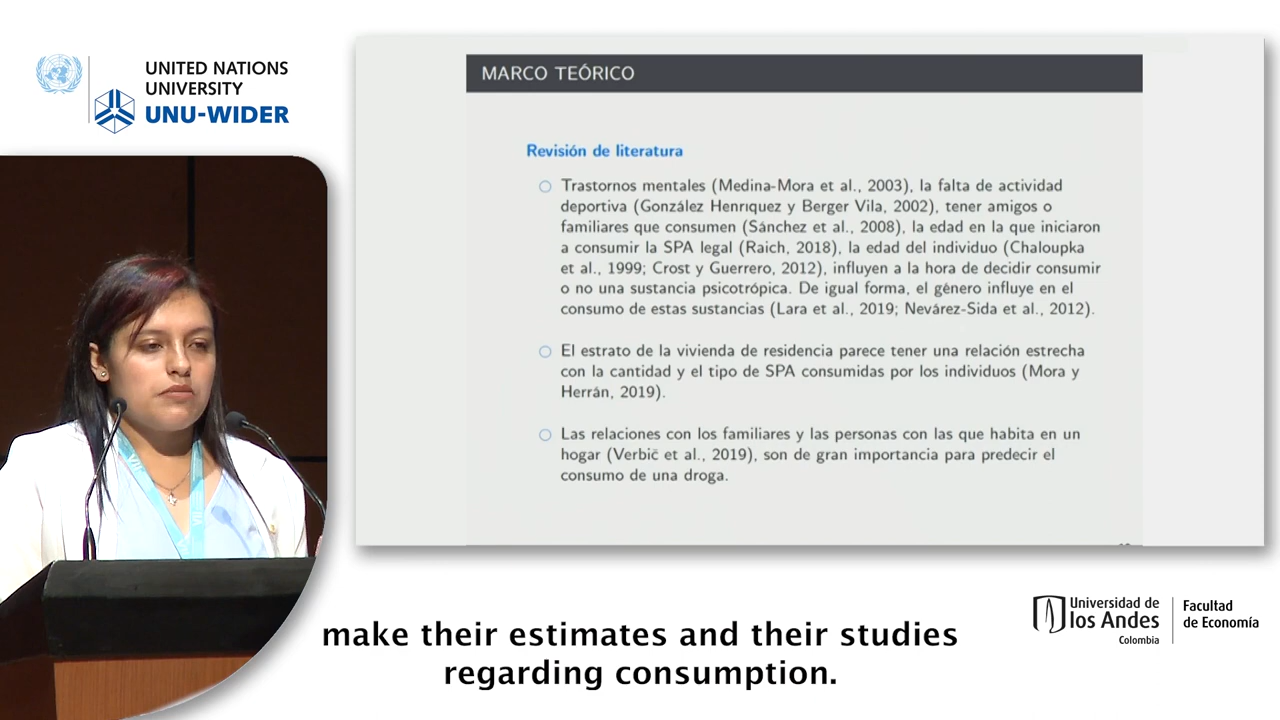 UNITED NATIONS
UNIVERSITY
UNU-WIDER
MARCO TEÓRICO
Revisión de literatura
Trastornos mentales (Medina-Mora et al., 2003), la falta de actividad
deportiva (González Henrıquez y Berger Vila, 2002), tener amigos o
familiares que consumen (Sánchez et al., 2008), la edad en la que iniciaron
a consumir la SPA legal (Raich, 2018), la edad del individuo (Chaloupka
et al., 1999; Crost y Guerrero, 2012), influyen a la hora de decidir consumir
o no una sustancia psicotrópica. De igual forma, el género influye en el
consumo de estas sustancias (Lara et al., 2019; Nevárez-Sida et al., 2012).
El estrato de la vivienda de residencia parece tener una relación estrecha
con la cantidad y el tipo de SPA consumidas por los individuos (Mora y
Herrán, 2019).
Las relaciones con los familiares y las personas con las que habita en un
hogar (Verbič et al., 2019), son de gran importancia para predecir el
consumo de una droga.
make their estimates and their studies
regarding consumption.
Universidad de
los Andes
Colombia
Facultad
de Economía